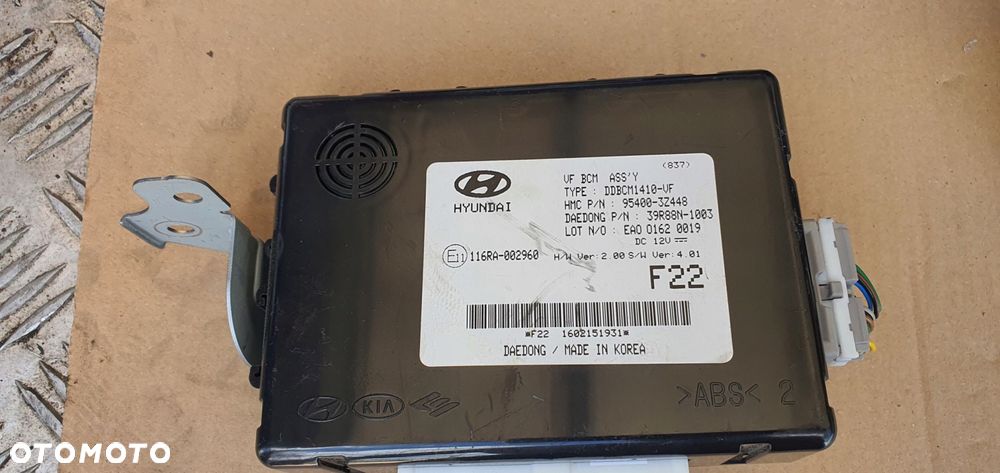 (837)
VF BCM ASS'Y
TYPE : DDBCM1410-VF
HMC P/N : 95400-3Z448
DAEDONG P/N : 39R88N-1003
LOT N/O : EAO 0162 0019
DC 12V
HYUNDAI
E11 116RA-002960
H/W Ver:2.00 S/W Ver:4.01
F22
*F22 1602151931*
DAEDONG / MADE IN KOREA
KIA
>ABS< 2
OTOMOTO